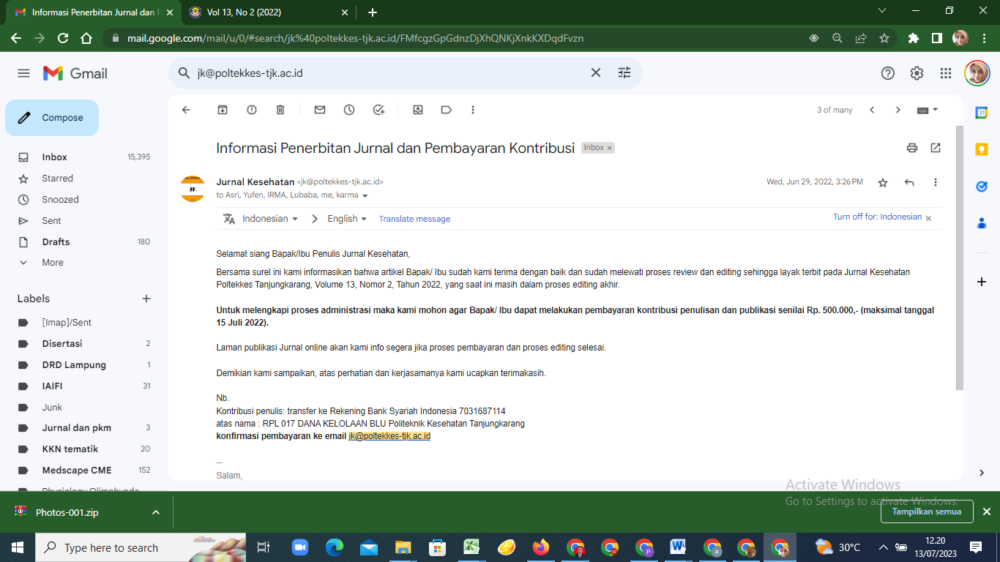 Informasi Penerbitan Jurnal dan P
Vol 13, No 2 (2022)
mail.google.com/mail/u/0/#search/jk%40poltekkes-tjk.ac.id/FMfcgzGpGdnzDjXhQNKjXnkKXDqdFvzn
Gmail
jk@poltekkes-tjk.ac.id
Compose
3 of many
Inbox 15,395
Starred
Snoozed
Sent
Drafts 180
More
Labels
[Imap]/Sent
Disertasi 2
DRD Lampung 1
IAIFI 31
Junk
Jurnal dan pkm 3
KKN tematik 20
Medscape CME 152
Physiology Olimphyade
Informasi Penerbitan Jurnal dan Pembayaran Kontribusi Inbox x
Jurnal Kesehatan <jk@poltekkes-tjk.ac.id>
Wed, Jun 29, 2022, 3:26 PM
to Asri, Yufen, IRMA, Lubaba, me, karma
Indonesian > English Translate message
Turn off for: Indonesian x
Selamat siang Bapak/Ibu Penulis Jurnal Kesehatan,
Bersama surel ini kami informasikan bahwa artikel Bapak/ Ibu sudah kami terima dengan baik dan sudah melewati proses review dan editing sehingga layak terbit pada Jurnal Kesehatan
Poltekkes Tanjungkarang, Volume 13, Nomor 2, Tahun 2022, yang saat ini masih dalam proses editing akhir.
Untuk melengkapi proses administrasi maka kami mohon agar Bapak/ Ibu dapat melakukan pembayaran kontribusi penulisan dan publikasi senilai Rp. 500.000,- (maksimal tanggal
15 Juli 2022).
Laman publikasi Jurnal online akan kami info segera jika proses pembayaran dan proses editing selesai.
Demikian kami sampaikan, atas perhatian dan kerjasamanya kami ucapkan terimakasih.
Nb.
Kontribusi penulis: transfer ke Rekening Bank Syariah Indonesia 7031687114
atas nama : RPL 017 DANA KELOLAAN BLU Politeknik Kesehatan Tanjungkarang
konfirmasi pembayaran ke email jk@poltekkes-tjk.ac.id
--
Salam,
Activate Windows
Go to Settings to activate Windows.
Photos-001.zip
Tampilkan semua
Type here to search
30°C
12.20
13/07/2023